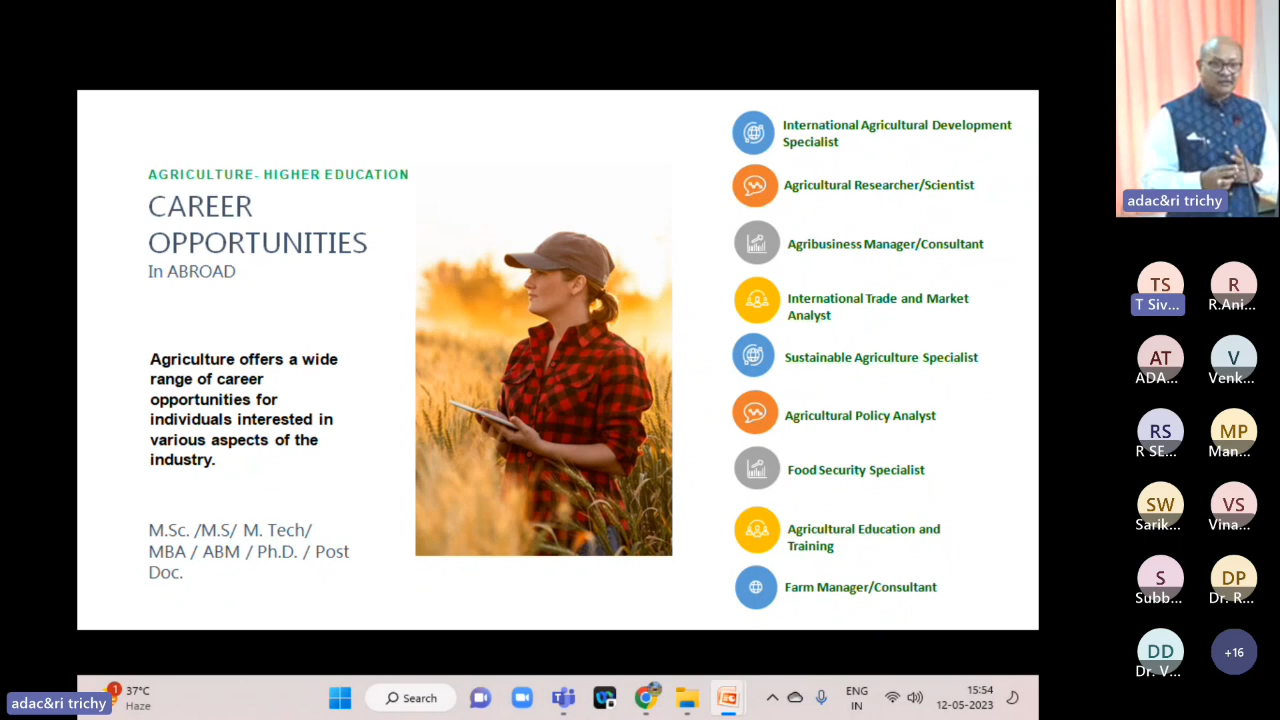 AGRICULTURE- HIGHER EDUCATION
CAREER
OPPORTUNITIES
In ABROAD
Agriculture offers a wide
range of career
opportunities for
individuals interested in
various aspects of the
industry.
M.Sc. /M.S/ M. Tech/
MBA / ABM / Ph.D. / Post
Doc.
International Agricultural Development
Specialist
Agricultural Researcher/Scientist
Agribusiness Manager/Consultant
International Trade and Market
Analyst
Sustainable Agriculture Specialist
Agricultural Policy Analyst
Food Security Specialist
Agricultural Education and
Training
Farm Manager/Consultant
adac&ri trichy
TS
T Siv...
R
R.Ani...
AT
ADA...
V
Venk...
RS
R SE...
MP
Man...
SW
Sarik...
VS
Vina...
S
Subb...
DP
Dr. R...
DD
Dr. V...
+16
1
37°C
Haze
adac&ri trichy
Search
ENG
IN
15:54
12-05-2023